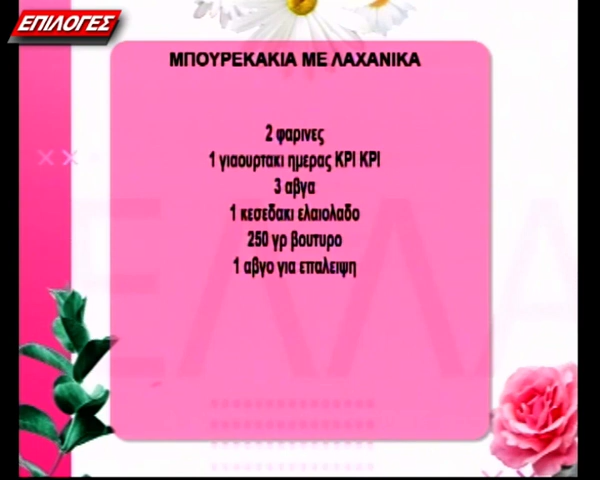 ΕΠΙΛΟΓΕΣ
ΜΠΟΥΡΕΚΑΚΙΑ ΜΕ ΛΑΧΑΝΙΚΑ
2 φαρινες
1 γιαουρτακι ημερας ΚΡΙ ΚΡΙ
3 αβγα
1 κεσεδακι ελαιολαδο
250 γρ βουτυρο
1 αβγο για επαλειψη